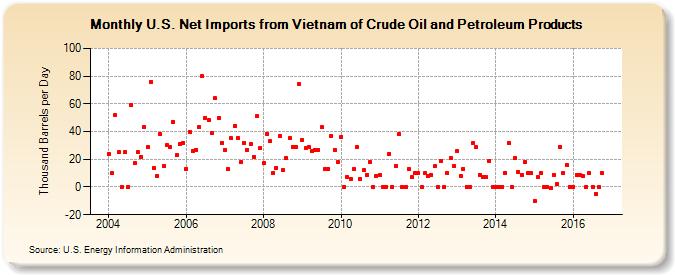 Monthly U.S. Net Imports from Vietnam of Crude Oil and Petroleum Products
Thousand Barrels per Day
100
80
60
40
20
0
-20
2004 2006 2008 2010 2012 2014 2016
Source: U.S. Energy Information Administration